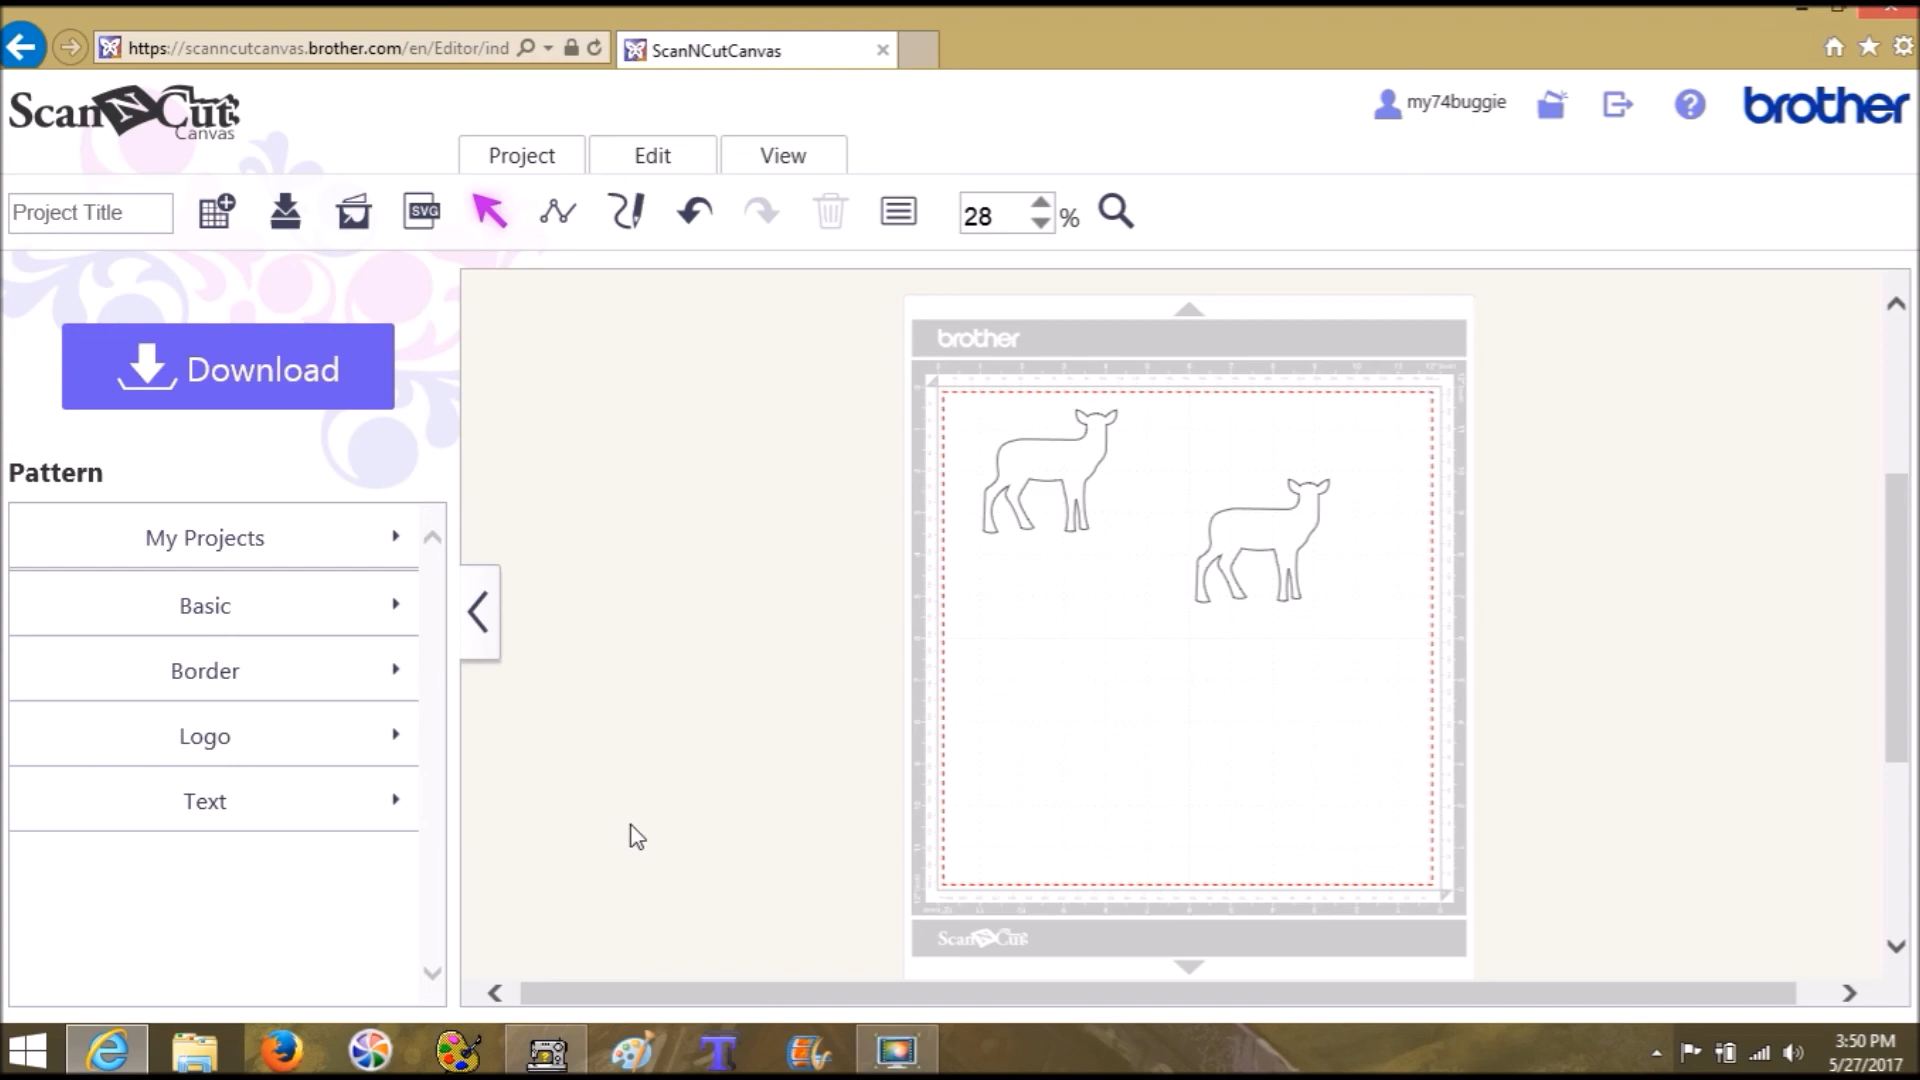 https://scanncutcanvas.brother.com/en/Editor/ind
ScanNCutCanvas
ScanNCut
Canvas
my74buggie
brother
Project
Edit
View
Project Title
SVG
28
%
Download
Pattern
My Projects
Basic
Border
Logo
Text
brother
ScanNCut
3:50 PM
5/27/2017